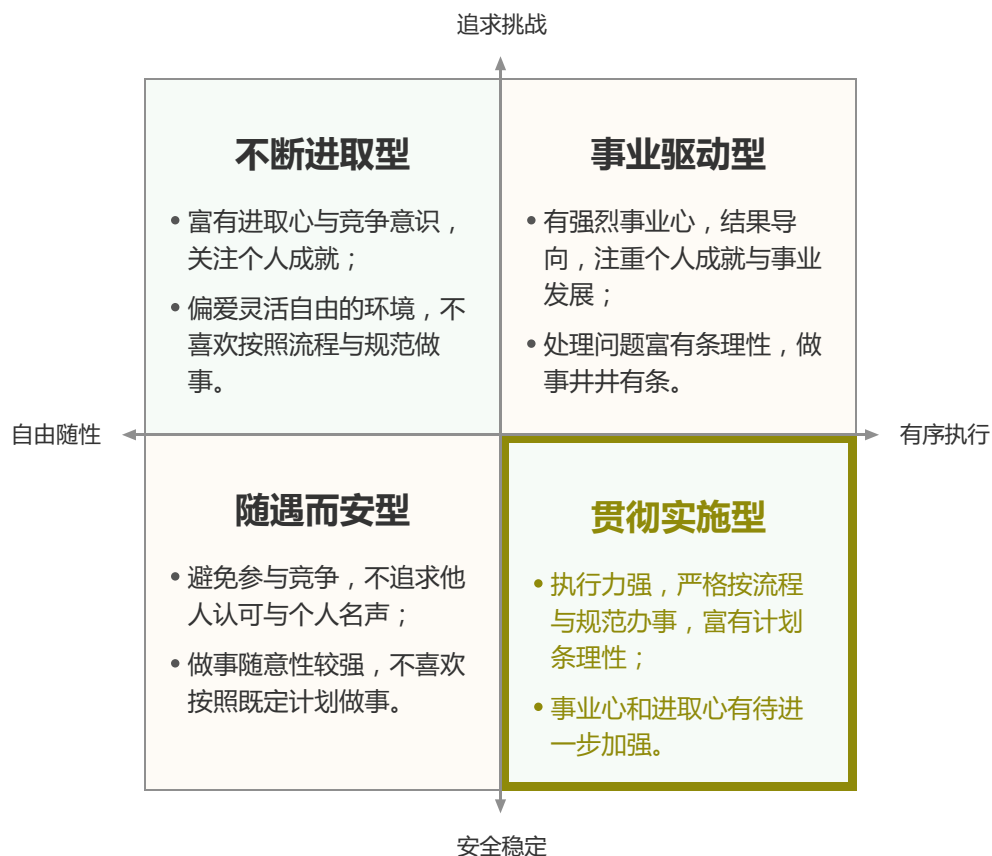 追求挑战
不断进取型
• 富有进取心与竞争意识，
关注个人成就；
• 偏爱灵活自由的环境，不
喜欢按照流程与规范做
事。
事业驱动型
• 有强烈事业心，结果导
向，注重个人成就与事业
发展；
• 处理问题富有条理性，做
事井井有条。
自由随性
有序执行
随遇而安型
• 避免参与竞争，不追求他
人认可与个人名声；
• 做事随意性较强，不喜欢
按照既定计划做事。
贯彻实施型
• 执行力强，严格按流程
与规范办事，富有计划
条理性；
• 事业心和进取心有待进
一步加强。
安全稳定